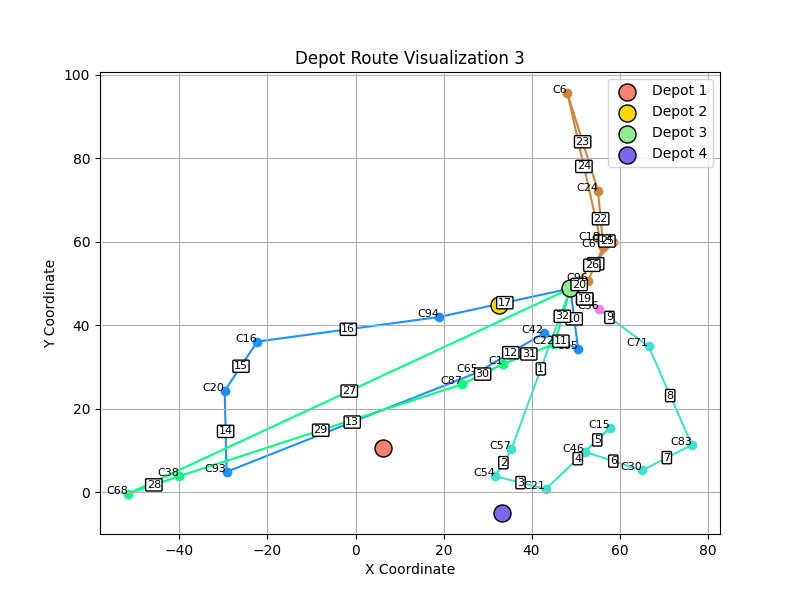 Depot Route Visualization 3
Depot 1
Depot 2
Depot 3
Depot 4
Y Coordinate
100
80
60
40
20
0
−40
−20
0
20
40
60
80
X Coordinate
C6
23
24
C24
22
25
26
20
19
C94
17
16
C16
15
C20
14
C93
13
27
29
28
C38
C68
C87
C65
30
C1
12
31
C42
C22
11
32
9
C71
8
C83
7
C30
6
C46
5
C15
4
C21
3
C54
2
C57
1